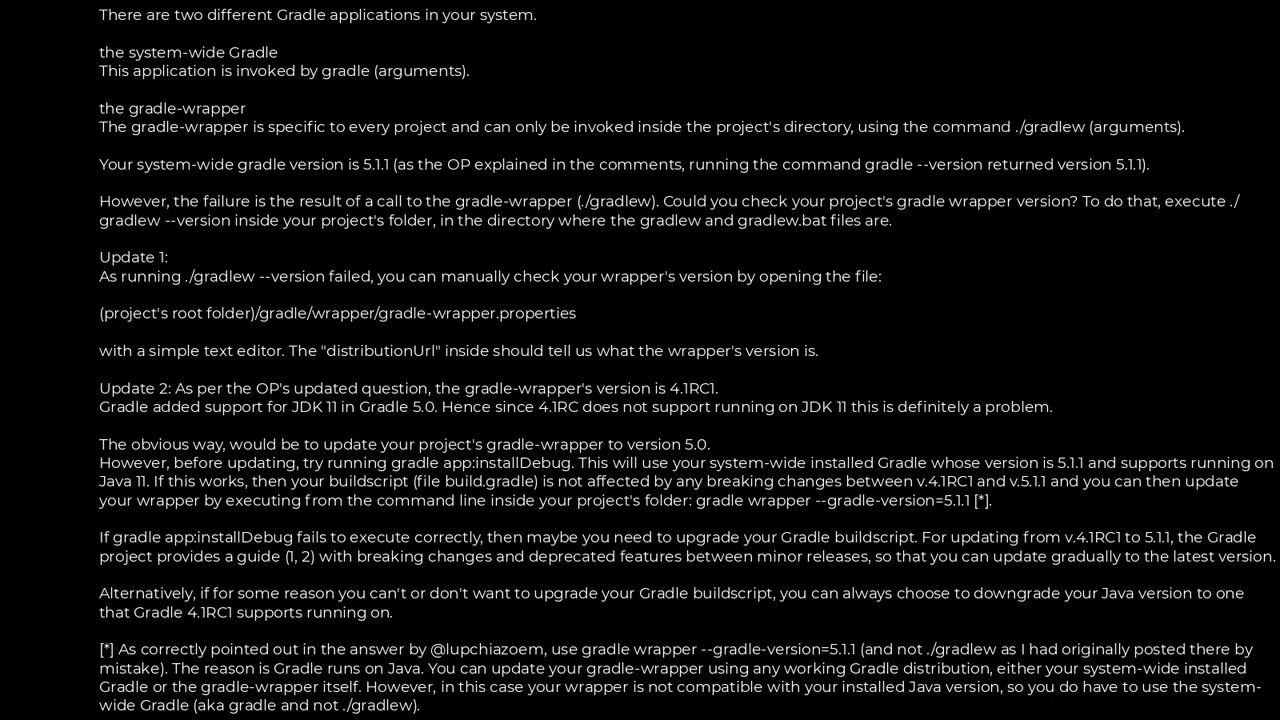 There are two different Gradle applications in your system.
the system-wide Gradle
This application is invoked by gradle (arguments).
the gradle-wrapper
The gradle-wrapper is specific to every project and can only be invoked inside the project's directory, using the command ./gradlew (arguments).
Your system-wide gradle version is 5.1.1 (as the OP explained in the comments, running the command gradle --version returned version 5.1.1).
However, the failure is the result of a call to the gradle-wrapper (./gradlew). Could you check your project's gradle wrapper version? To do that, execute ./
gradlew --version inside your project's folder, in the directory where the gradlew and gradlew.bat files are.
Update 1:
As running ./gradlew --version failed, you can manually check your wrapper's version by opening the file:
(project's root folder)/gradle/wrapper/gradle-wrapper.properties
with a simple text editor. The "distributionUrl" inside should tell us what the wrapper's version is.
Update 2: As per the OP's updated question, the gradle-wrapper's version is 4.1RC1.
Gradle added support for JDK 11 in Gradle 5.0. Hence since 4.1RC does not support running on JDK 11 this is definitely a problem.
The obvious way, would be to update your project's gradle-wrapper to version 5.0.
However, before updating, try running gradle app:installDebug. This will use your system-wide installed Gradle whose version is 5.1.1 and supports running on
Java 11. If this works, then your buildscript (file build.gradle) is not affected by any breaking changes between v.4.1RC1 and v.5.1.1 and you can then update
your wrapper by executing from the command line inside your project's folder: gradle wrapper --gradle-version=5.1.1 [*].
If gradle app:installDebug fails to execute correctly, then maybe you need to upgrade your Gradle buildscript. For updating from v.4.1RC1 to 5.1.1, the Gradle
project provides a guide (1, 2) with breaking changes and deprecated features between minor releases, so that you can update gradually to the latest version.
Alternatively, if for some reason you can't or don't want to upgrade your Gradle buildscript, you can always choose to downgrade your Java version to one
that Gradle 4.1RC1 supports running on.
[*] As correctly pointed out in the answer by @lupchiazoem, use gradle wrapper --gradle-version=5.1.1 (and not ./gradlew as I had originally posted there by
mistake). The reason is Gradle runs on Java. You can update your gradle-wrapper using any working Gradle distribution, either your system-wide installed
Gradle or the gradle-wrapper itself. However, in this case your wrapper is not compatible with your installed Java version, so you do have to use the system-
wide Gradle (aka gradle and not ./gradlew).